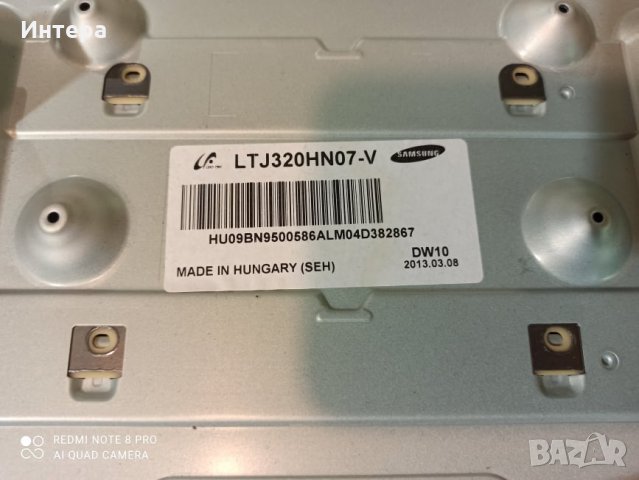 Интера
LTJ320HN07-V
SAMSUNG
HU09BN9500586ALM04D382867
DW10
MADE IN HUNGARY (SEH)
2013.03.08
REDMI NOTE 8 PRO
AI QUAD CAMERA
BAZAR